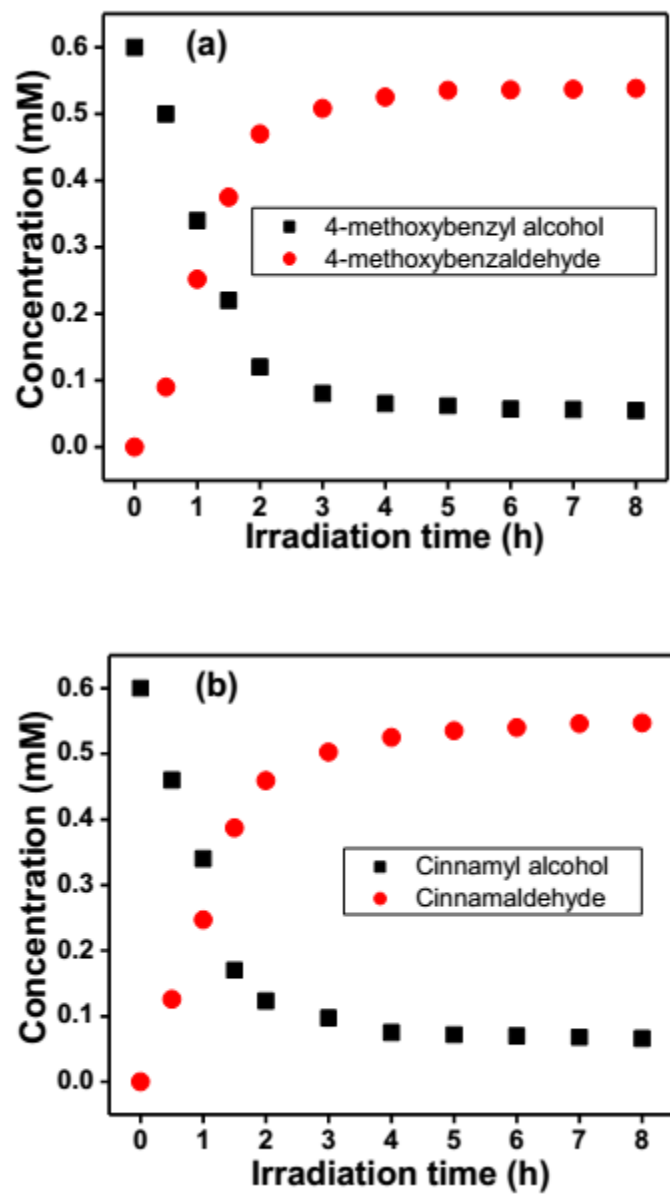 (a)
0.6
0.5
0.4
0.3
0.2
0.1
0.0
Concentration (mM)
4-methoxybenzyl alcohol
4-methoxybenzaldehyde
0 1 2 3 4 5 6 7 8
Irradiation time (h)
(b)
0.6
0.5
0.4
0.3
0.2
0.1
0.0
Concentration (mM)
Cinnamyl alcohol
Cinnamaldehyde
0 1 2 3 4 5 6 7 8
Irradiation time (h)